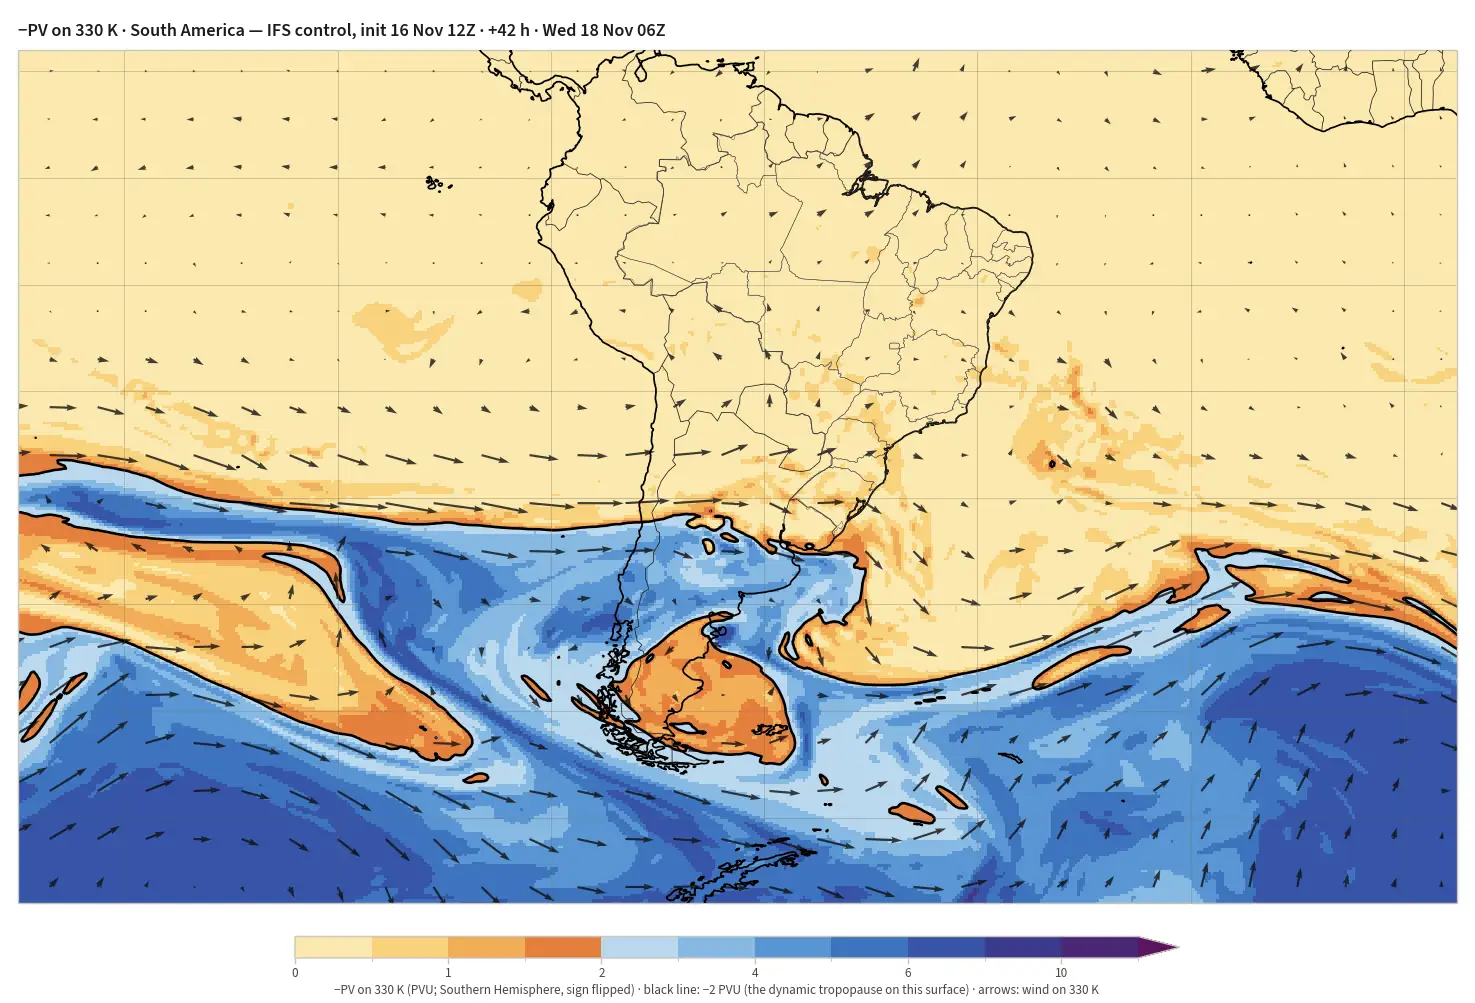 −PV on 330 K · South America — IFS control, init 16 Nov 12Z · +42 h · Wed 18 Nov 06Z
0 1 2 4 6 10
−PV on 330 K (PVU; Southern Hemisphere, sign flipped) · black line: −2 PVU (the dynamic tropopause on this surface) · arrows: wind on 330 K